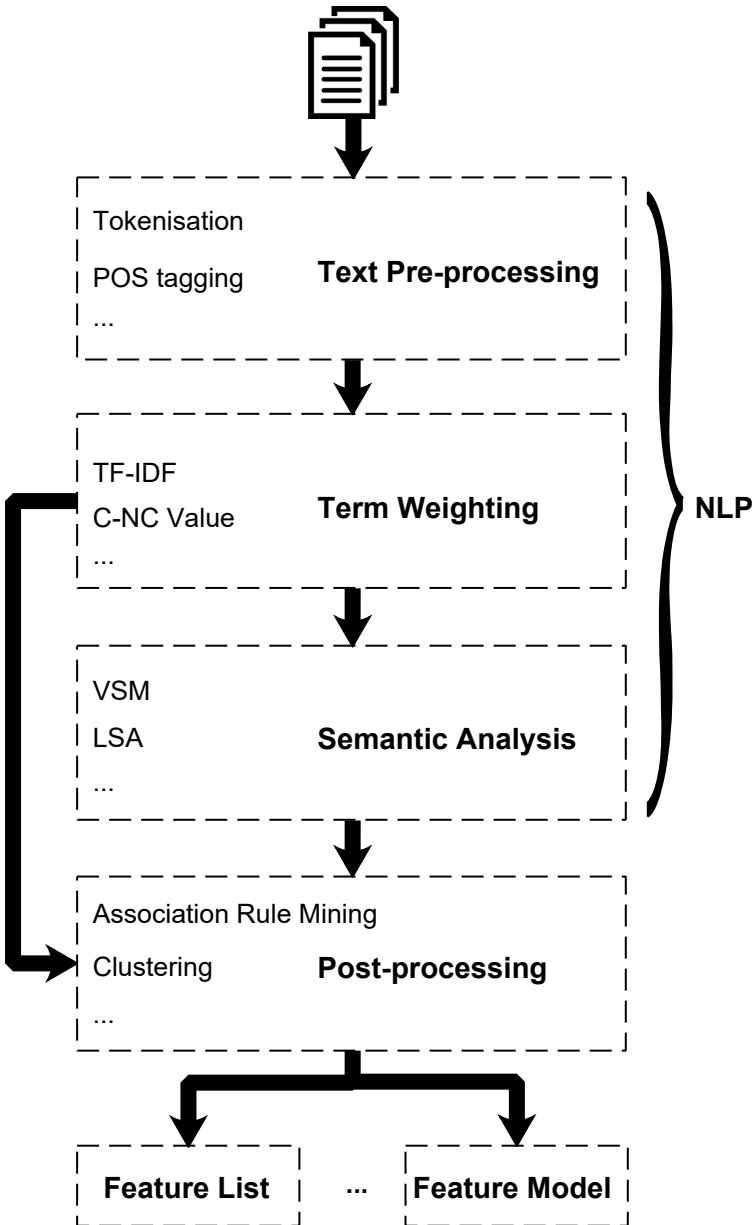 Tokenisation
POS tagging
...
Text Pre-processing
TF-IDF
C-NC Value
...
Term Weighting
NLP
VSM
LSA
...
Semantic Analysis
Association Rule Mining
Clustering
...
Post-processing
Feature List
...
Feature Model